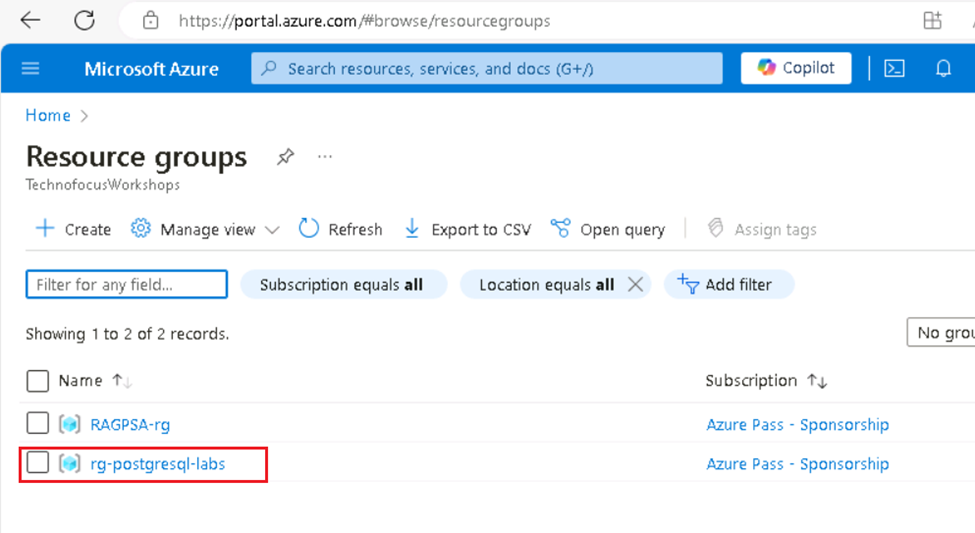 https://portal.azure.com/#browse/resourcegroups
Microsoft Azure Search resources, services, and docs (G+/) Copilot
Home
Resource groups ...
TechnofocusWorkshops
Create Manage view Refresh Export to CSV Open query Assign tags
Filter for any field... Subscription equals all Location equals all Add filter
Showing 1 to 2 of 2 records. No grou
Name Subscription
RAGPSA-rg Azure Pass - Sponsorship
rg-postgresql-labs Azure Pass - Sponsorship